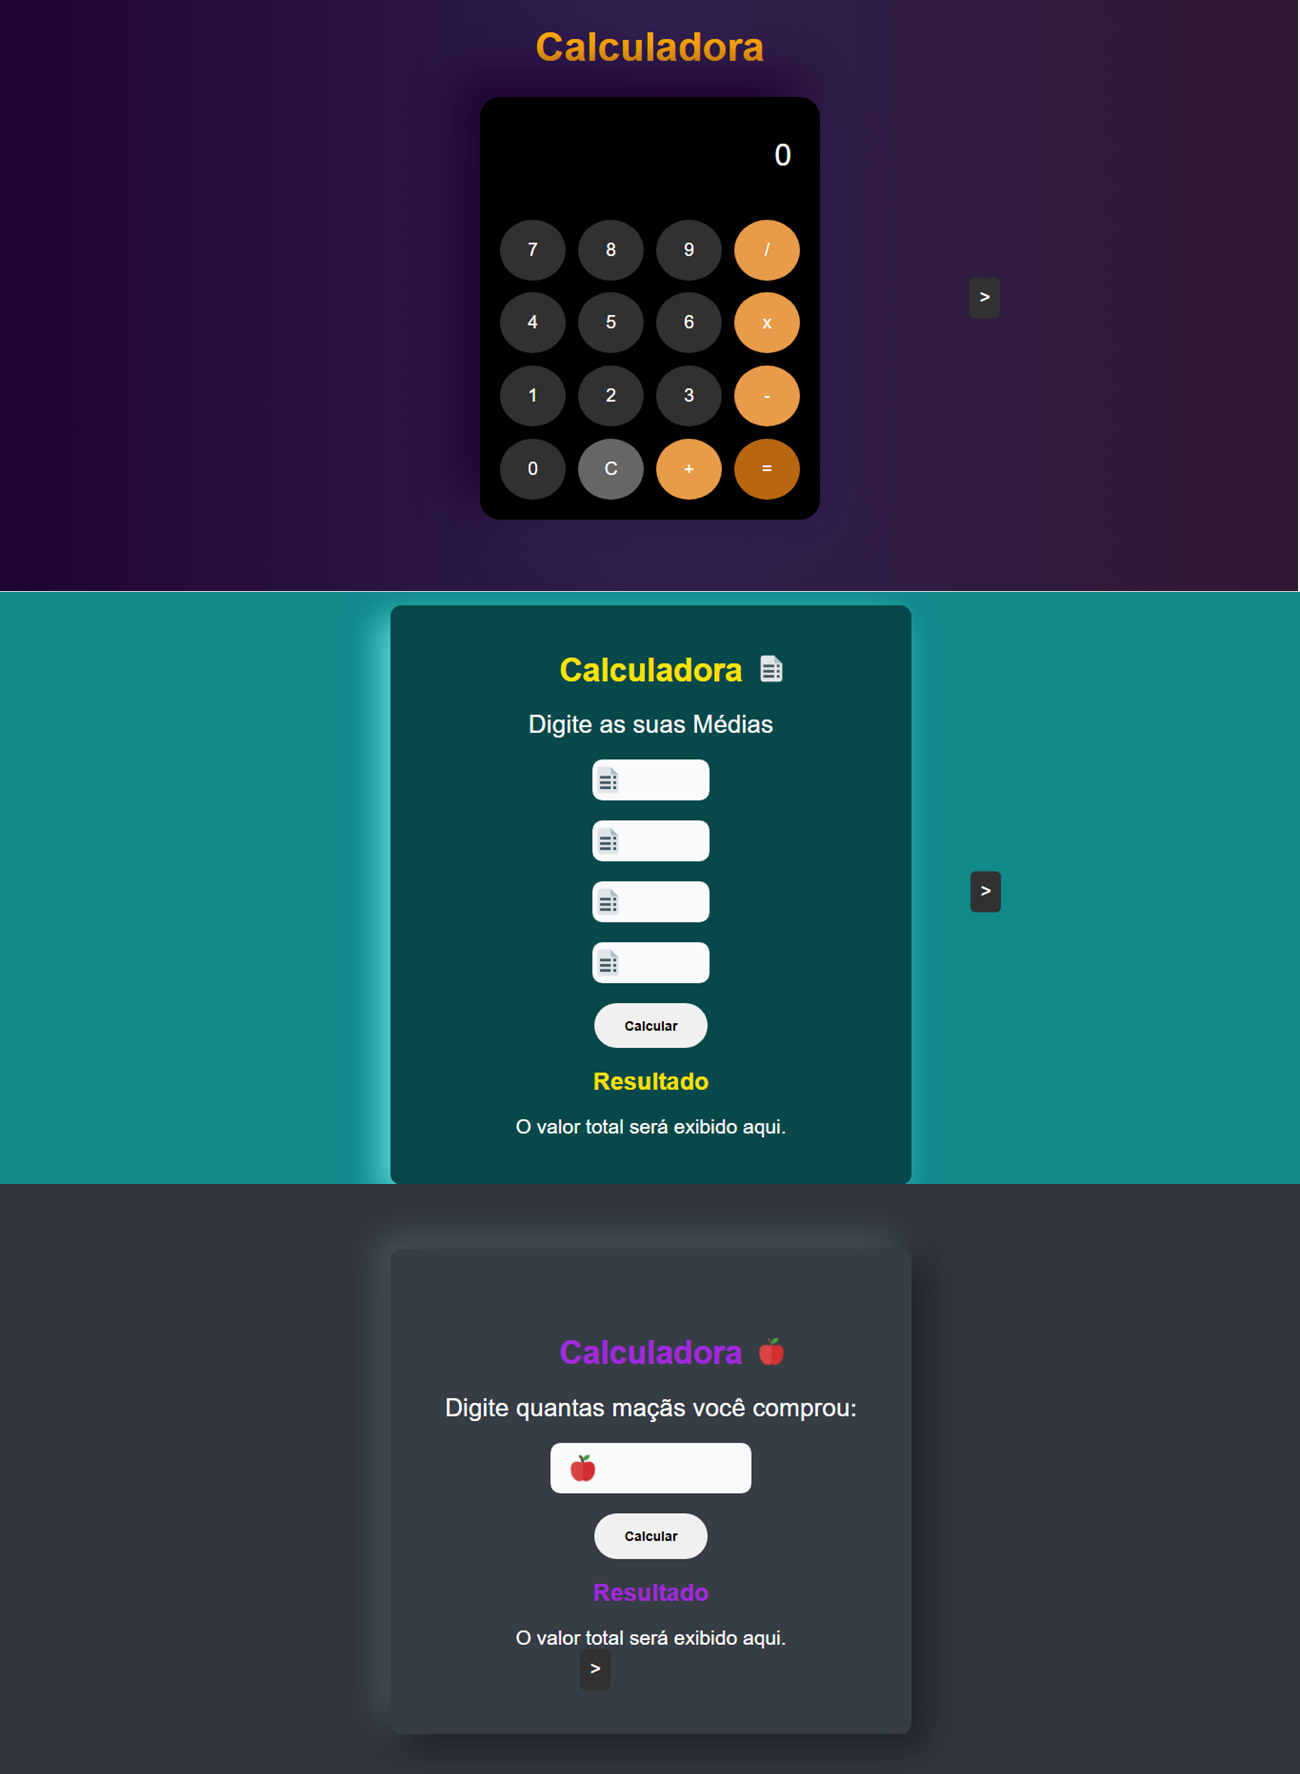 Calculadora
0
7 8 9 /
4 5 6 x
>
1 2 3 -
0 C + =
Calculadora
Digite as suas Médias
>
Calcular
Resultado
O valor total será exibido aqui.
Calculadora
Digite quantas maçãs você comprou:
Calcular
Resultado
O valor total será exibido aqui.
>